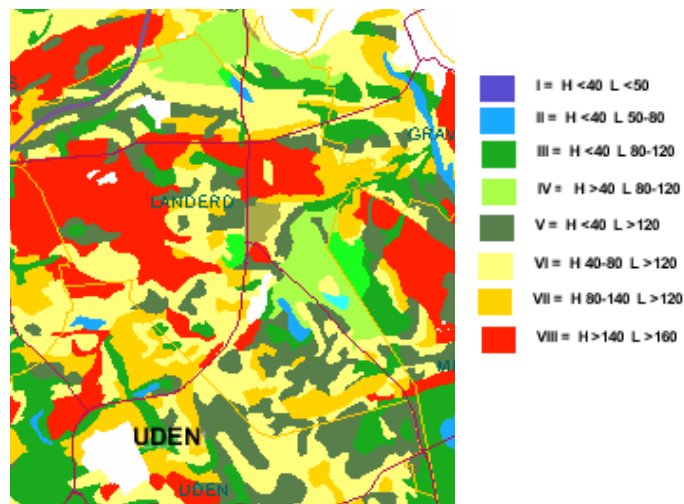 GRAV
LANDERD
UDEN
UDEN
I = H <40 L <50
II = H <40 L 50-80
III = H <40 L 80-120
IV = H >40 L 80-120
V = H <40 L >120
VI = H 40-80 L >120
VII = H 80-140 L >120
VIII = H >140 L >160